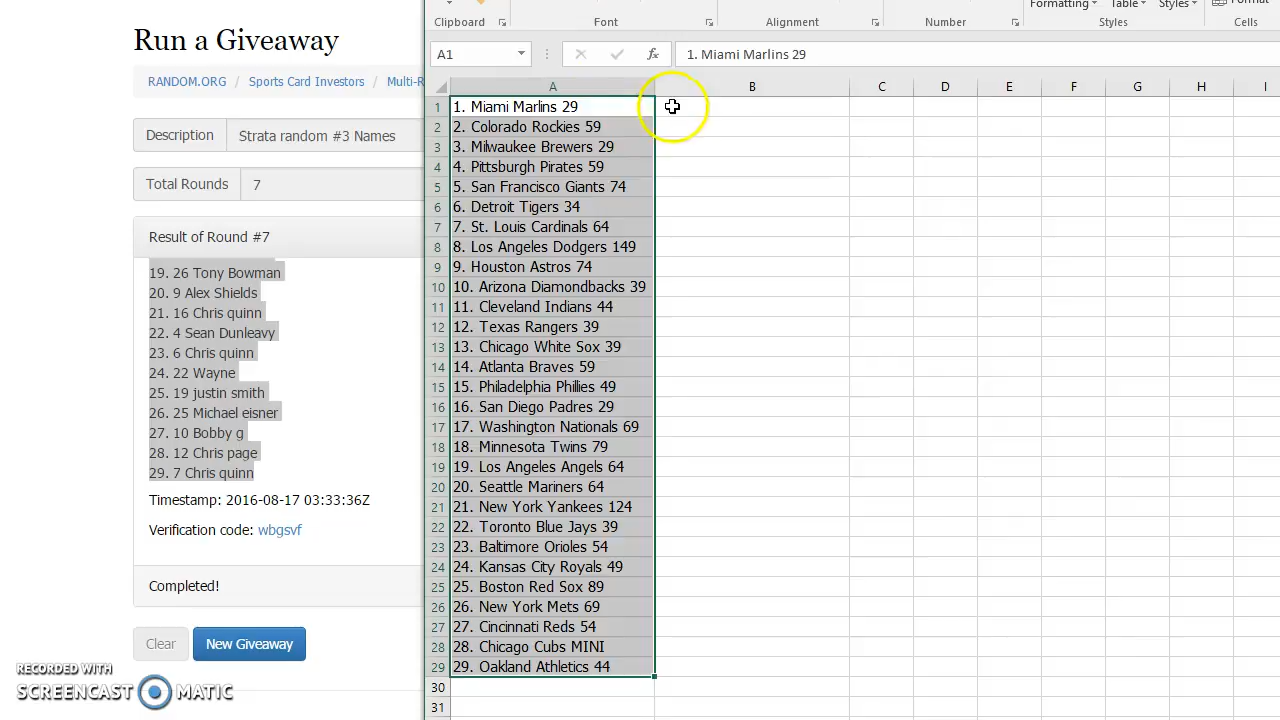 Run a Giveaway
RANDOM.ORG / Sports Card Investors / Multi-R
Description Strata random #3 Names
Total Rounds 7
Result of Round #7
19. 26 Tony Bowman
20. 9 Alex Shields
21. 16 Chris quinn
22. 4 Sean Dunleavy
23. 6 Chris quinn
24. 22 Wayne
25. 19 justin smith
26. 25 Michael eisner
27. 10 Bobby g
28. 12 Chris page
29. 7 Chris quinn
Timestamp: 2016-08-17 03:33:36Z
Verification code: wbgsvf
Completed!
Clear New Giveaway
RECORDED WITH
SCREENCAST MATIC
Formatting Table Styles Format
Clipboard Font Alignment Number Styles Cells
A1 fx 1. Miami Marlins 29
A B C D E F G H I
1 1. Miami Marlins 29
2 2. Colorado Rockies 59
3 3. Milwaukee Brewers 29
4 4. Pittsburgh Pirates 59
5 5. San Francisco Giants 74
6 6. Detroit Tigers 34
7 7. St. Louis Cardinals 64
8 8. Los Angeles Dodgers 149
9 9. Houston Astros 74
10 10. Arizona Diamondbacks 39
11 11. Cleveland Indians 44
12 12. Texas Rangers 39
13 13. Chicago White Sox 39
14 14. Atlanta Braves 59
15 15. Philadelphia Phillies 49
16 16. San Diego Padres 29
17 17. Washington Nationals 69
18 18. Minnesota Twins 79
19 19. Los Angeles Angels 64
20 20. Seattle Mariners 64
21 21. New York Yankees 124
22 22. Toronto Blue Jays 39
23 23. Baltimore Orioles 54
24 24. Kansas City Royals 49
25 25. Boston Red Sox 89
26 26. New York Mets 69
27 27. Cincinnati Reds 54
28 28. Chicago Cubs MINI
29 29. Oakland Athletics 44
30
31